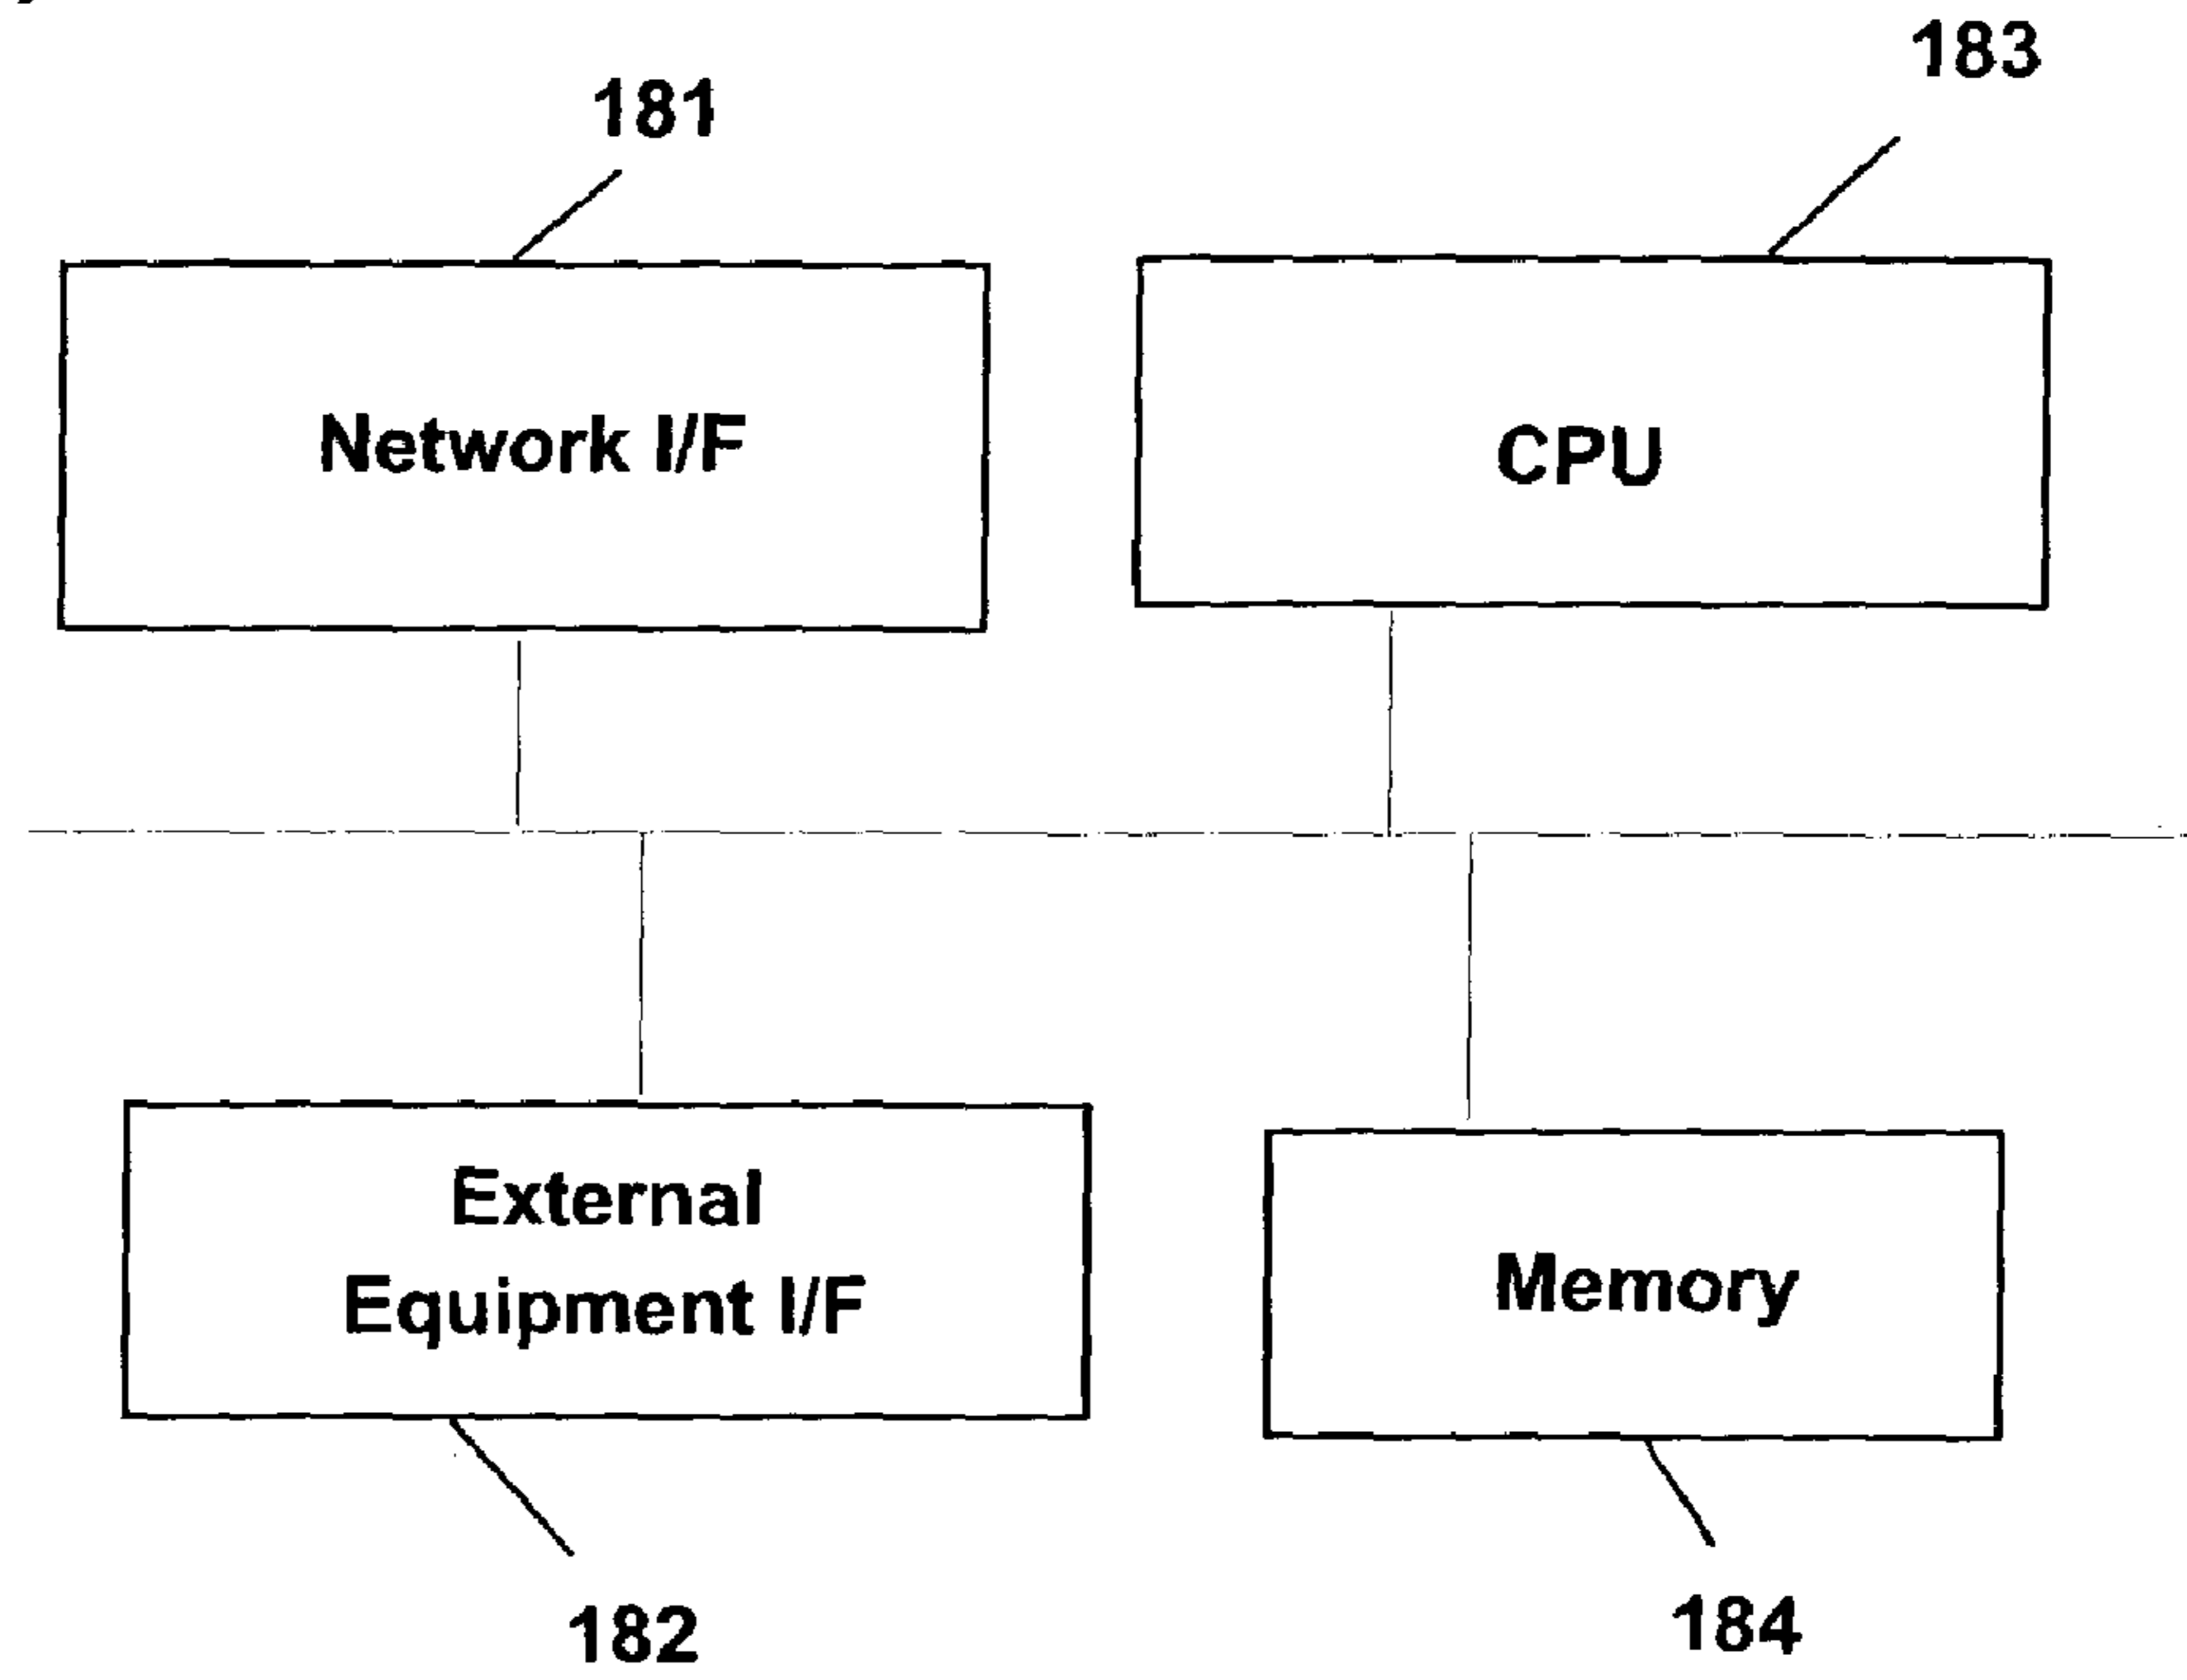 181
183
Network I/F
CPU
External
Equipment I/F
Memory
182
184